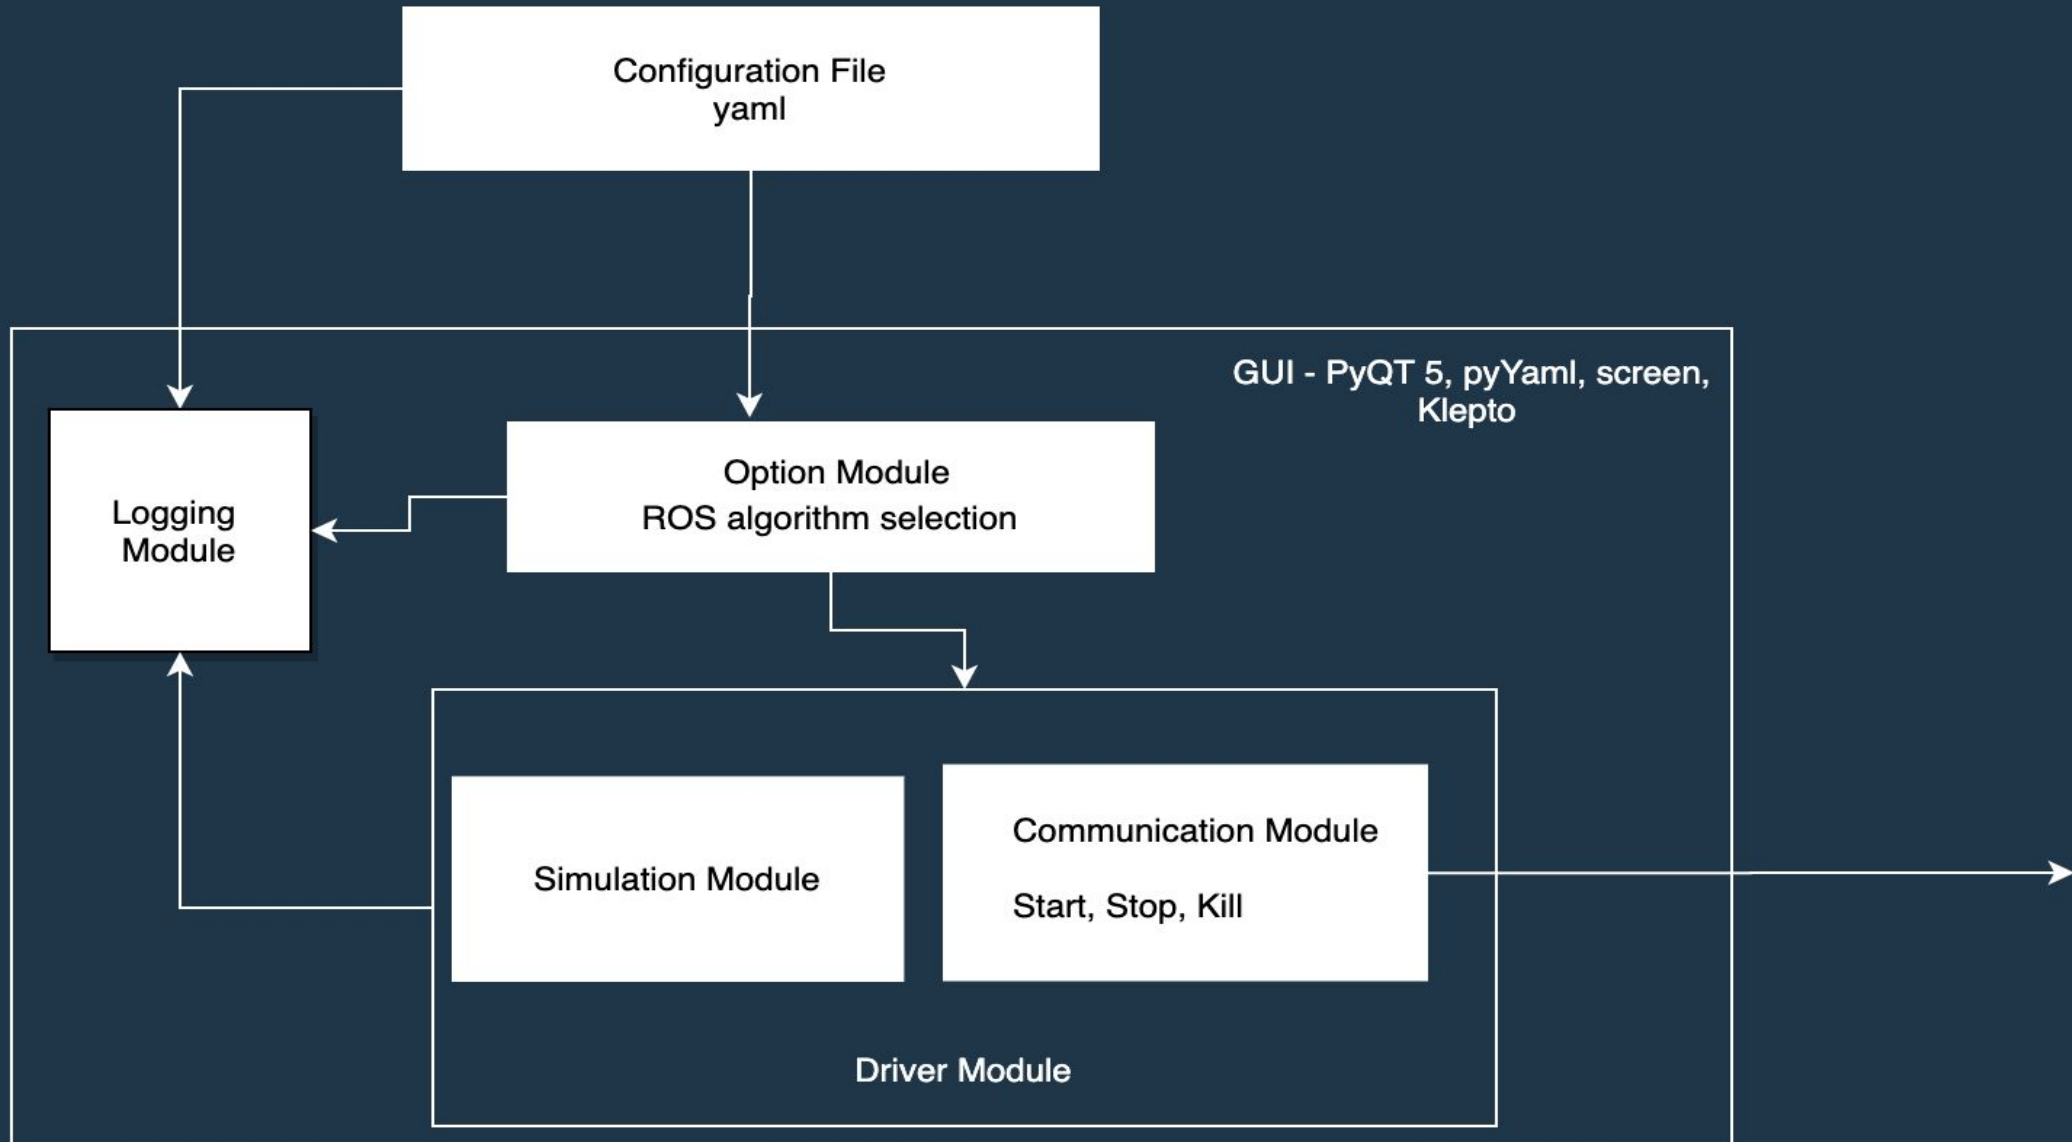 Configuration File
yaml
GUI - PyQT 5, pyYaml, screen,
Klepto
Option Module
ROS algorithm selection
Logging
Module
Simulation Module
Communication Module
Start, Stop, Kill
Driver Module